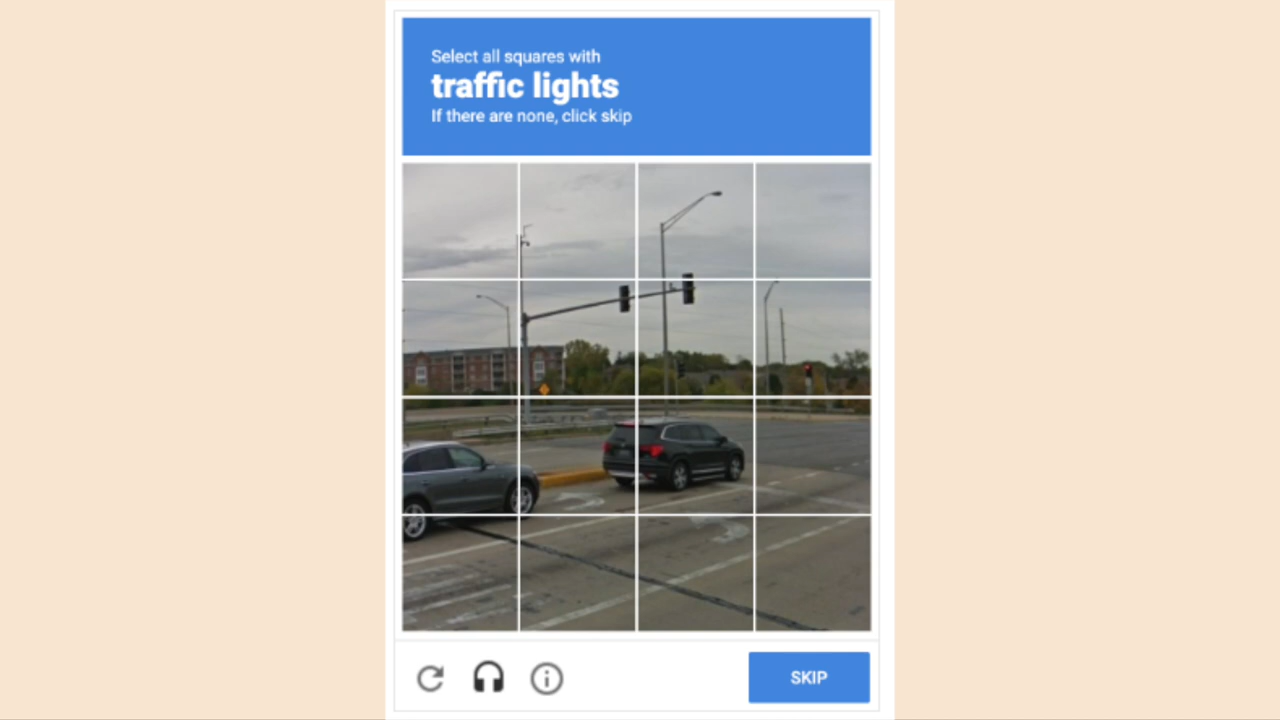 Select all squares with
traffic lights
If there are none, click skip
SKIP